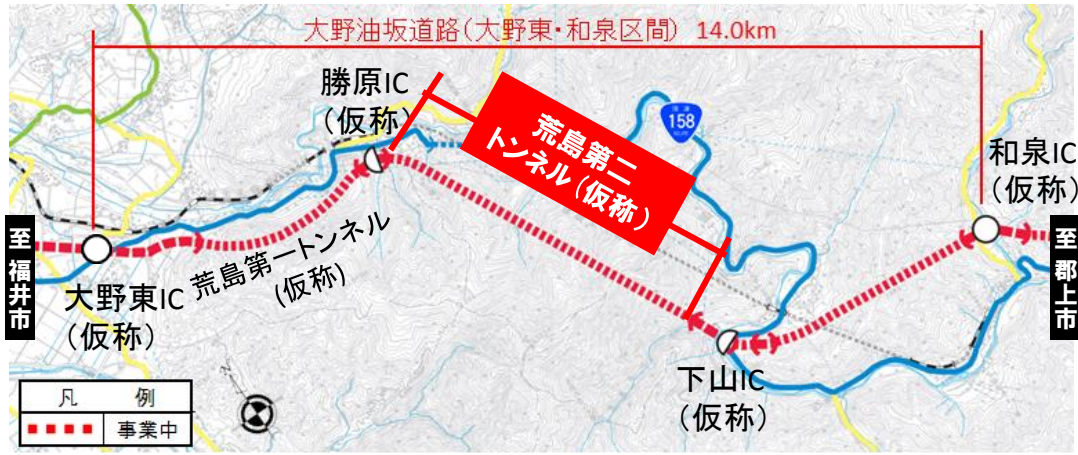 大野油坂道路(大野東・和泉区間) 14.0km
勝原IC
(仮称)
荒島第二
トンネル(仮称)
158
和泉IC
(仮称)
至 福井市
至 郡上市
荒島第一トンネル
(仮称)
大野東IC
(仮称)
下山IC
(仮称)
N
凡 例
事業中